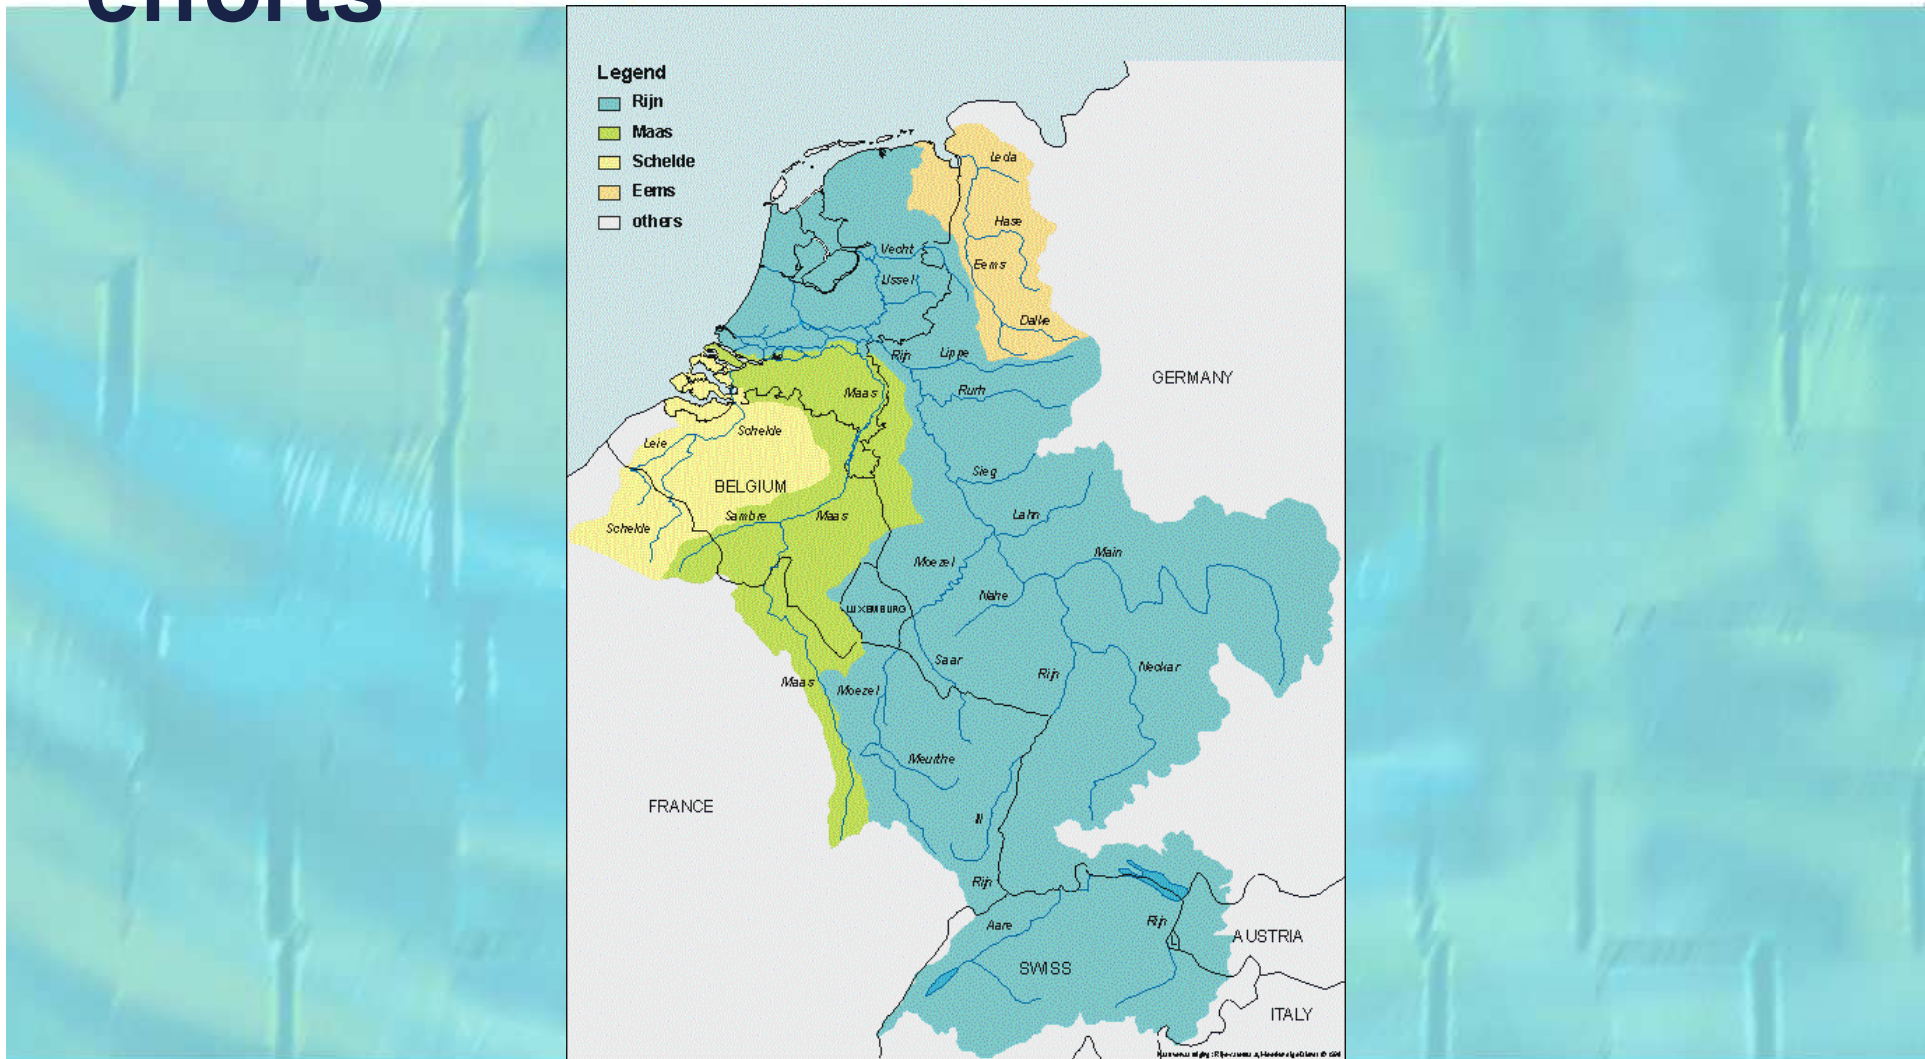 efforts
Legend
Rijn
Maas
Schelde
Eems
others
Leda
Hase
Vecht
Eems
IJssel
Dalke
Rijn
Lippe
GERMANY
Maas
Rurh
Schelde
Leie
Sieg
BELGIUM
Sambre
Maas
Lahn
Schelde
Main
Moezel
Nahe
LUXEMBURG
Saar
Neckar
Rijn
Maas
Moezel
Meurthe
FRANCE
Ill
Rijn
Aare
Rijn
AUSTRIA
L
SWISS
ITALY